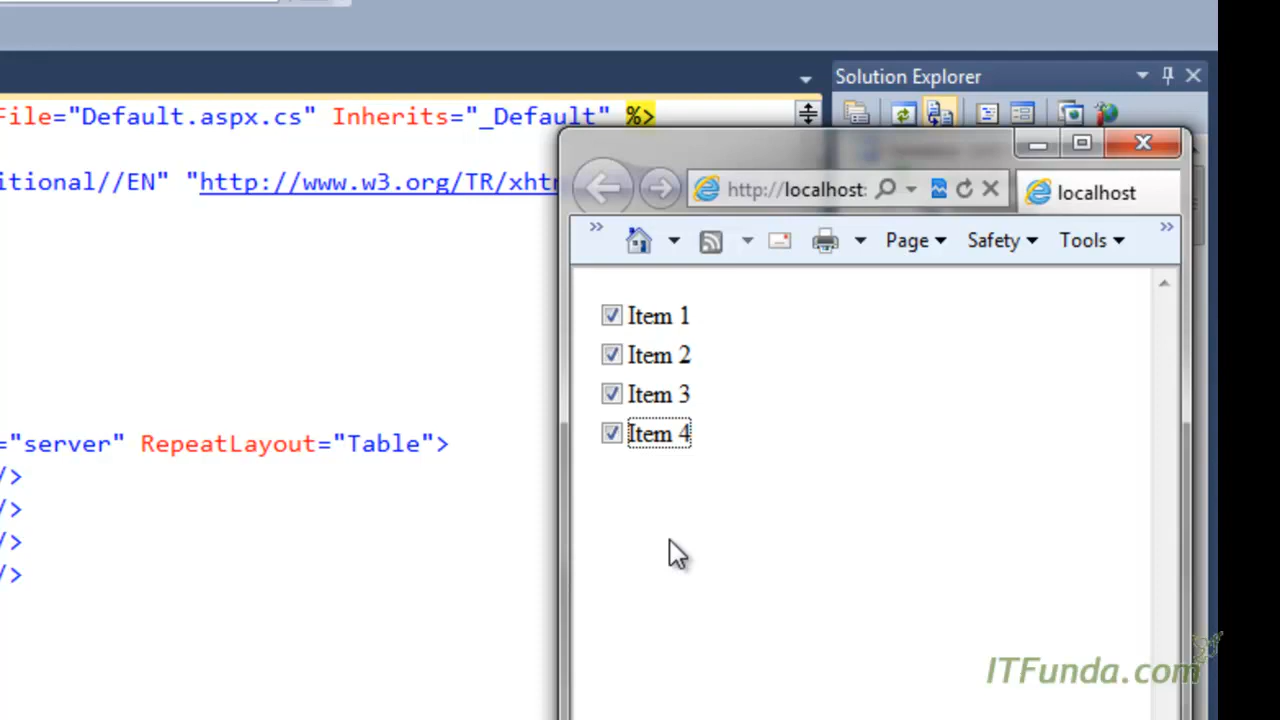 Solution Explorer
File="Default.aspx.cs" Inherits="_Default" %>
itional//EN" "http://www.w3.org/TR/xht
http://localhost:
localhost
Page
Safety
Tools
Item 1
Item 2
Item 3
Item 4
="server" RepeatLayout="Table">
/>
/>
/>
/>
ITFunda.com